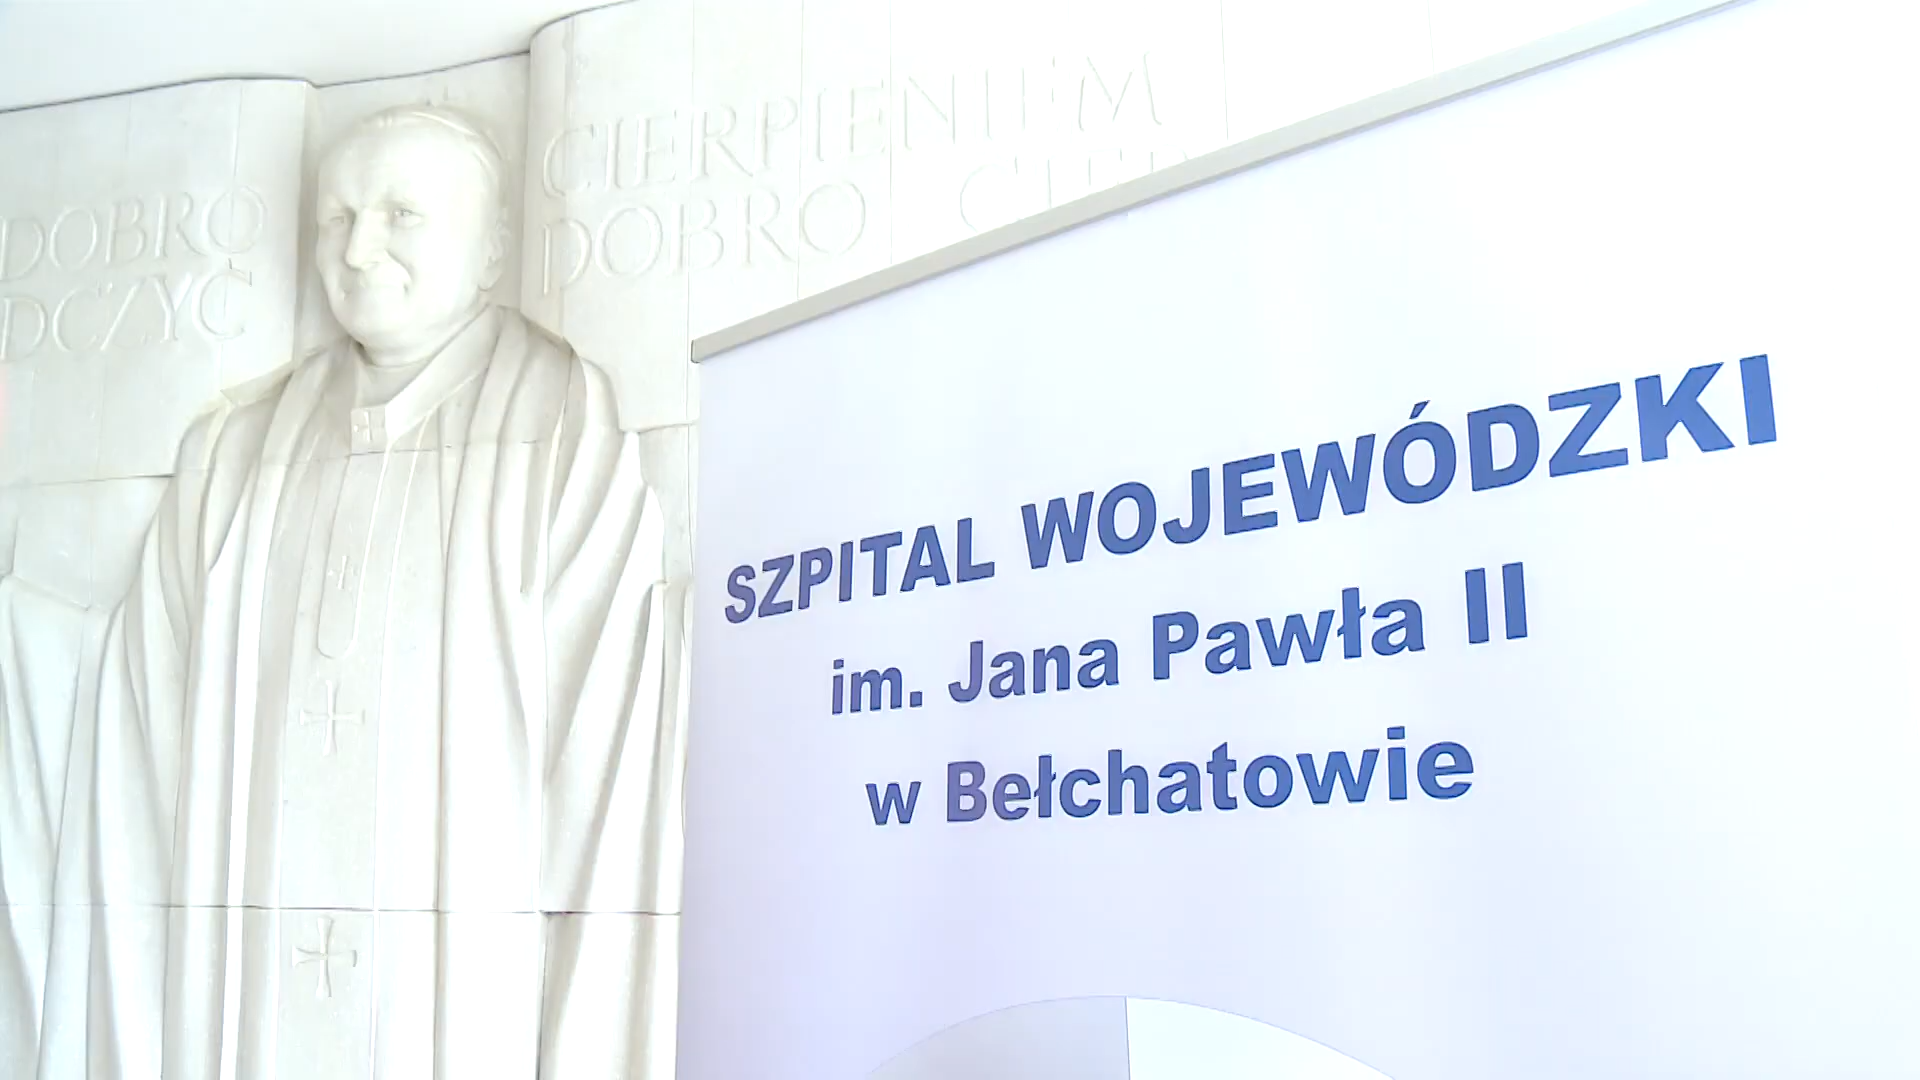 DOBRO
CIERPIENIEM
DOBRO
SZPITAL WOJEWÓDZKI
im. Jana Pawła II
w Bełchatowie